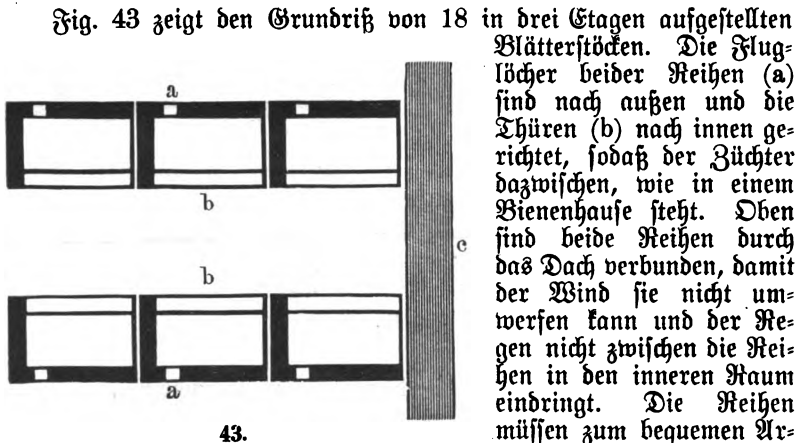 Fig. 43 zeigt den Grundriß von 18 in drei Etagen aufgestellten
Blätterstöcken. Die Flug-
löcher beider Reihen (a)
sind nach außen und die
Thüren (b) nach innen ge-
richtet, sodaß der Züchter
dazwischen, wie in einem
Bienenhause steht. Oben
sind beide Reihen durch
das Dach verbunden, damit
der Wind sie nicht um-
werfen kann und der Re-
gen nicht zwischen die Rei-
hen in den inneren Raum
eindringt. Die Reihen
müssen zum bequemen Ar-
a
b
b
a
c
43.